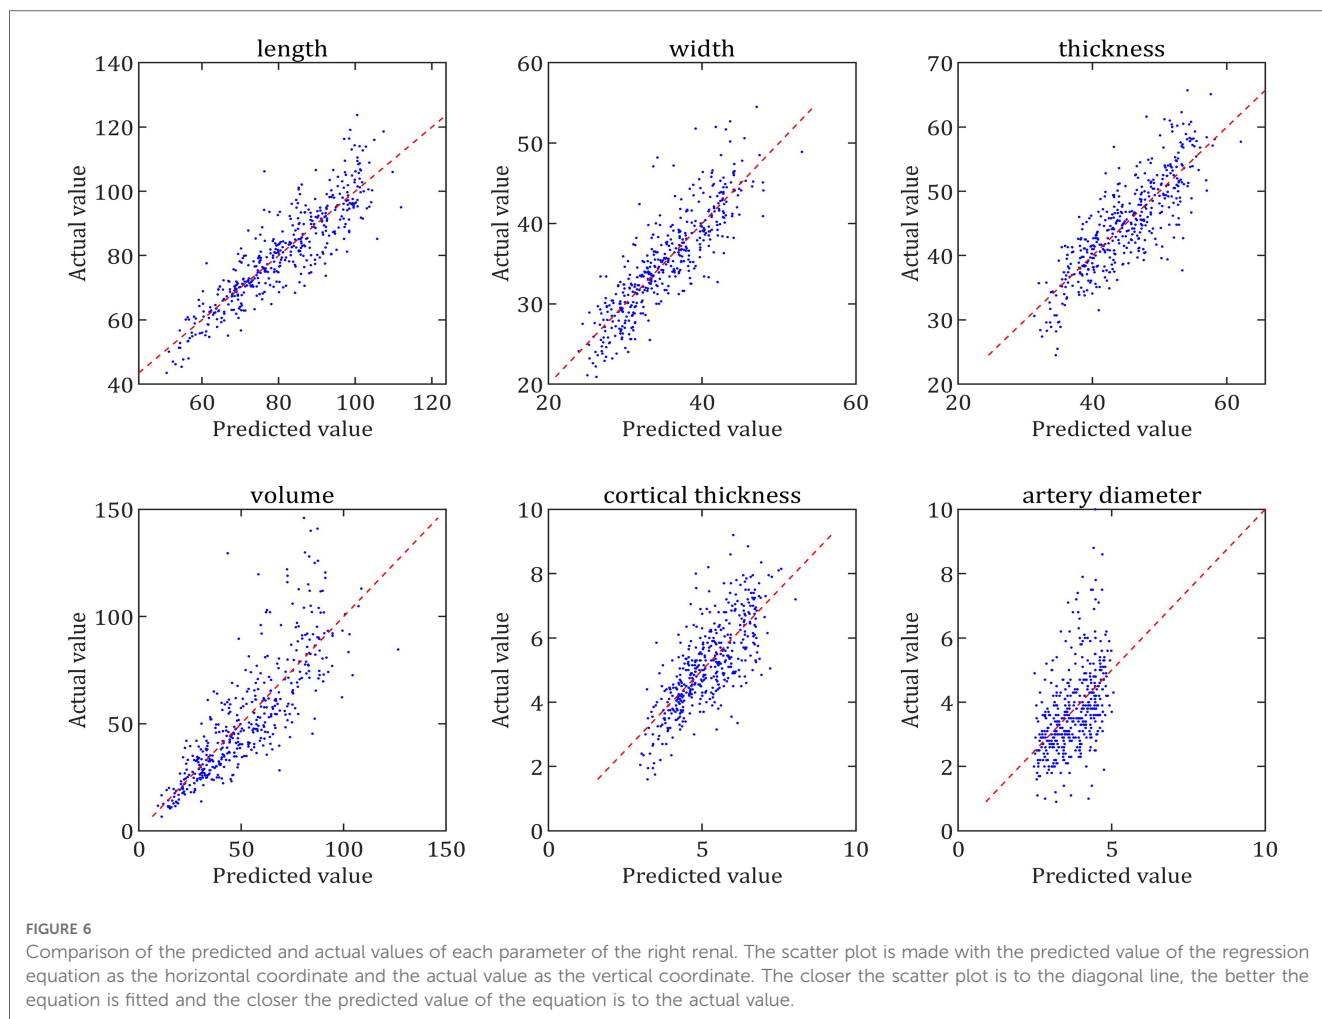 length
width
thickness
140
120
100
80
60
40
Actual value
60
80
100
120
Predicted value
60
50
40
30
20
Actual value
20
40
60
Predicted value
70
60
50
40
30
20
Actual value
20
40
60
Predicted value
volume
cortical thickness
artery diameter
150
100
50
0
Actual value
0
50
100
150
Predicted value
10
8
6
4
2
0
Actual value
0
5
10
Predicted value
10
8
6
4
2
0
Actual value
0
5
10
Predicted value
FIGURE 6
Comparison of the predicted and actual values of each parameter of the right renal. The scatter plot is made with the predicted value of the regression
equation as the horizontal coordinate and the actual value as the vertical coordinate. The closer the scatter plot is to the diagonal line, the better the
equation is fitted and the closer the predicted value of the equation is to the actual value.